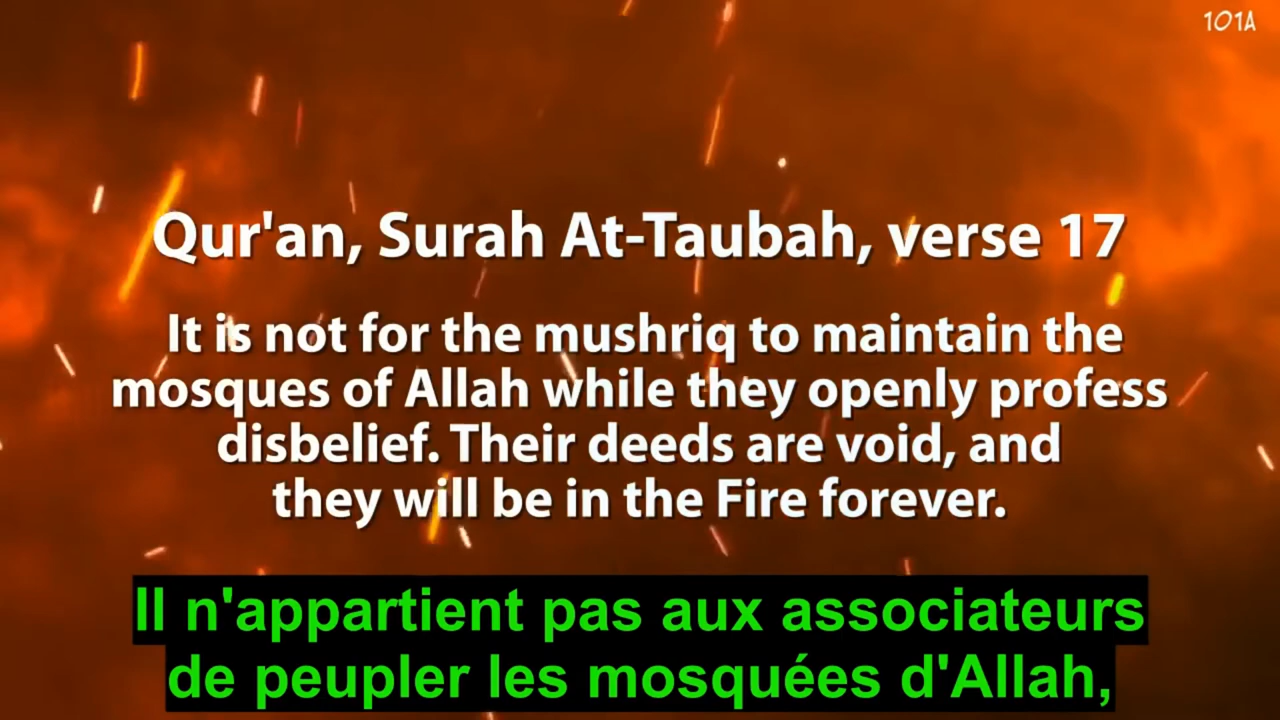 101A
Qur'an, Surah At-Taubah, verse 17
It is not for the mushriq to maintain the
mosques of Allah while they openly profess
disbelief. Their deeds are void, and
they will be in the Fire forever.
Il n'appartient pas aux associateurs
de peupler les mosquées d'Allah,